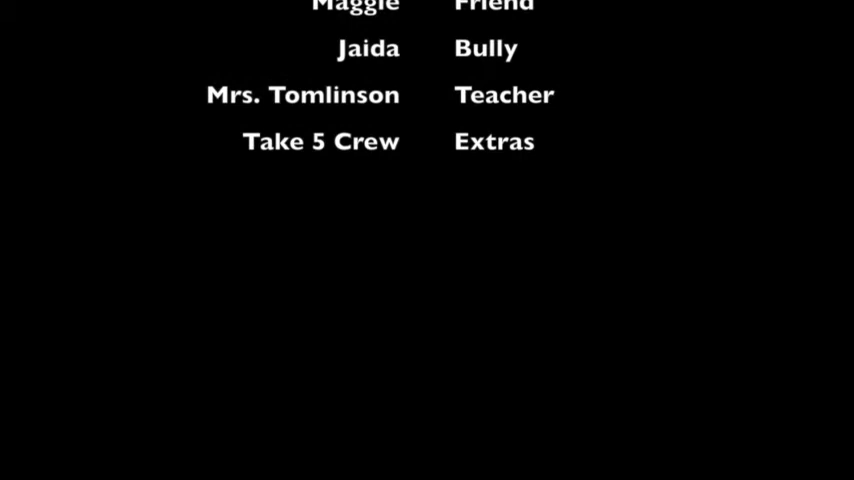 Maggie Friend
Jaida Bully
Mrs. Tomlinson Teacher
Take 5 Crew Extras